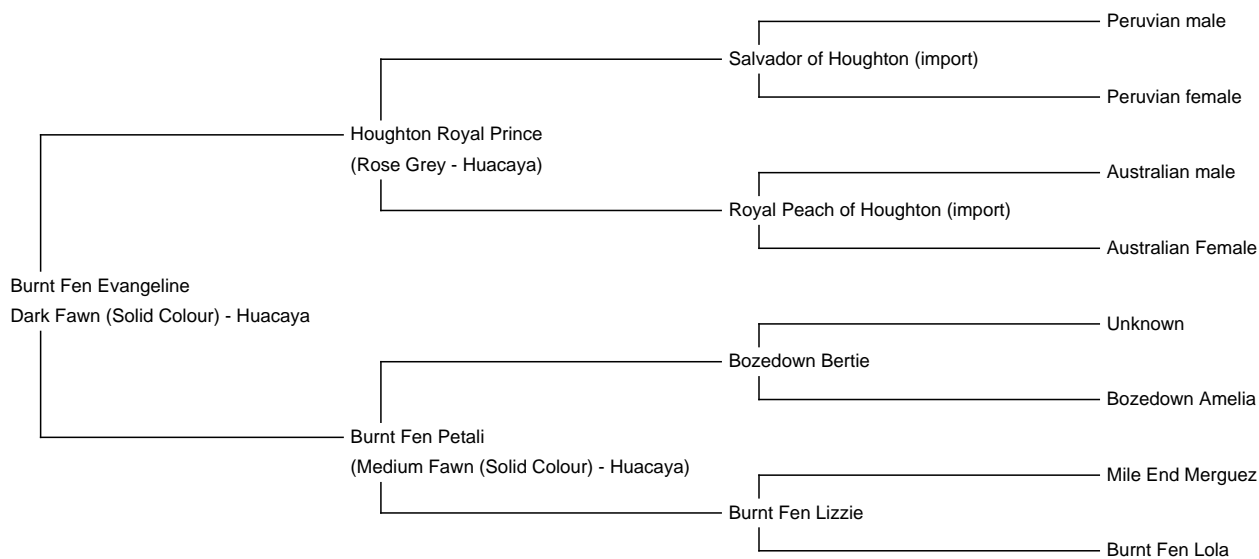 Peruvian male
Salvador of Houghton (import)
Peruvian female
Houghton Royal Prince
(Rose Grey - Huacaya)
Australian male
Royal Peach of Houghton (import)
Australian Female
Burnt Fen Evangeline
Dark Fawn (Solid Colour) - Huacaya
Unknown
Bozedown Bertie
Bozedown Amelia
Burnt Fen Petali
(Medium Fawn (Solid Colour) - Huacaya)
Mile End Merguez
Burnt Fen Lizzie
Burnt Fen Lola